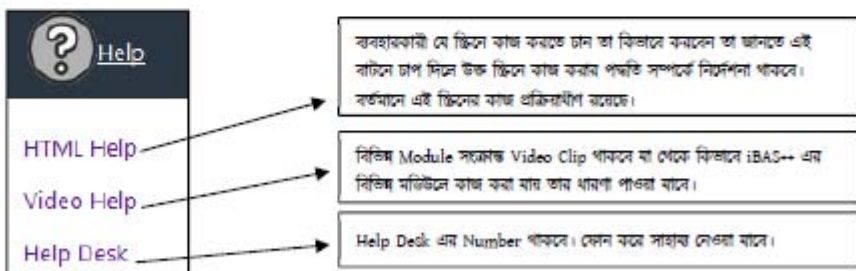 Help
ব্যবহারকারী যে স্ক্রিনে কাজ করতে চান তা কিভাবে করবেন তা জানতে এই
বাটনে চাপ দিলে উক্ত স্ক্রিনে কাজ করার পদ্ধতি সম্পর্কে নির্দেশনা থাকবে।
বর্তমানে এই স্ক্রিনের কাজ প্রক্রিয়াধীণ রয়েছে।
HTML Help
বিভিন্ন Module সংক্রান্ত Video Clip থাকবে যা থেকে কিভাবে iBAS++ এর
বিভিন্ন মডিউলে কাজ করা যায় তার ধারণা পাওয়া যাবে।
Video Help
Help Desk এর Number থাকবে। ফোন করে সাহায্য নেওয়া যাবে।
Help Desk